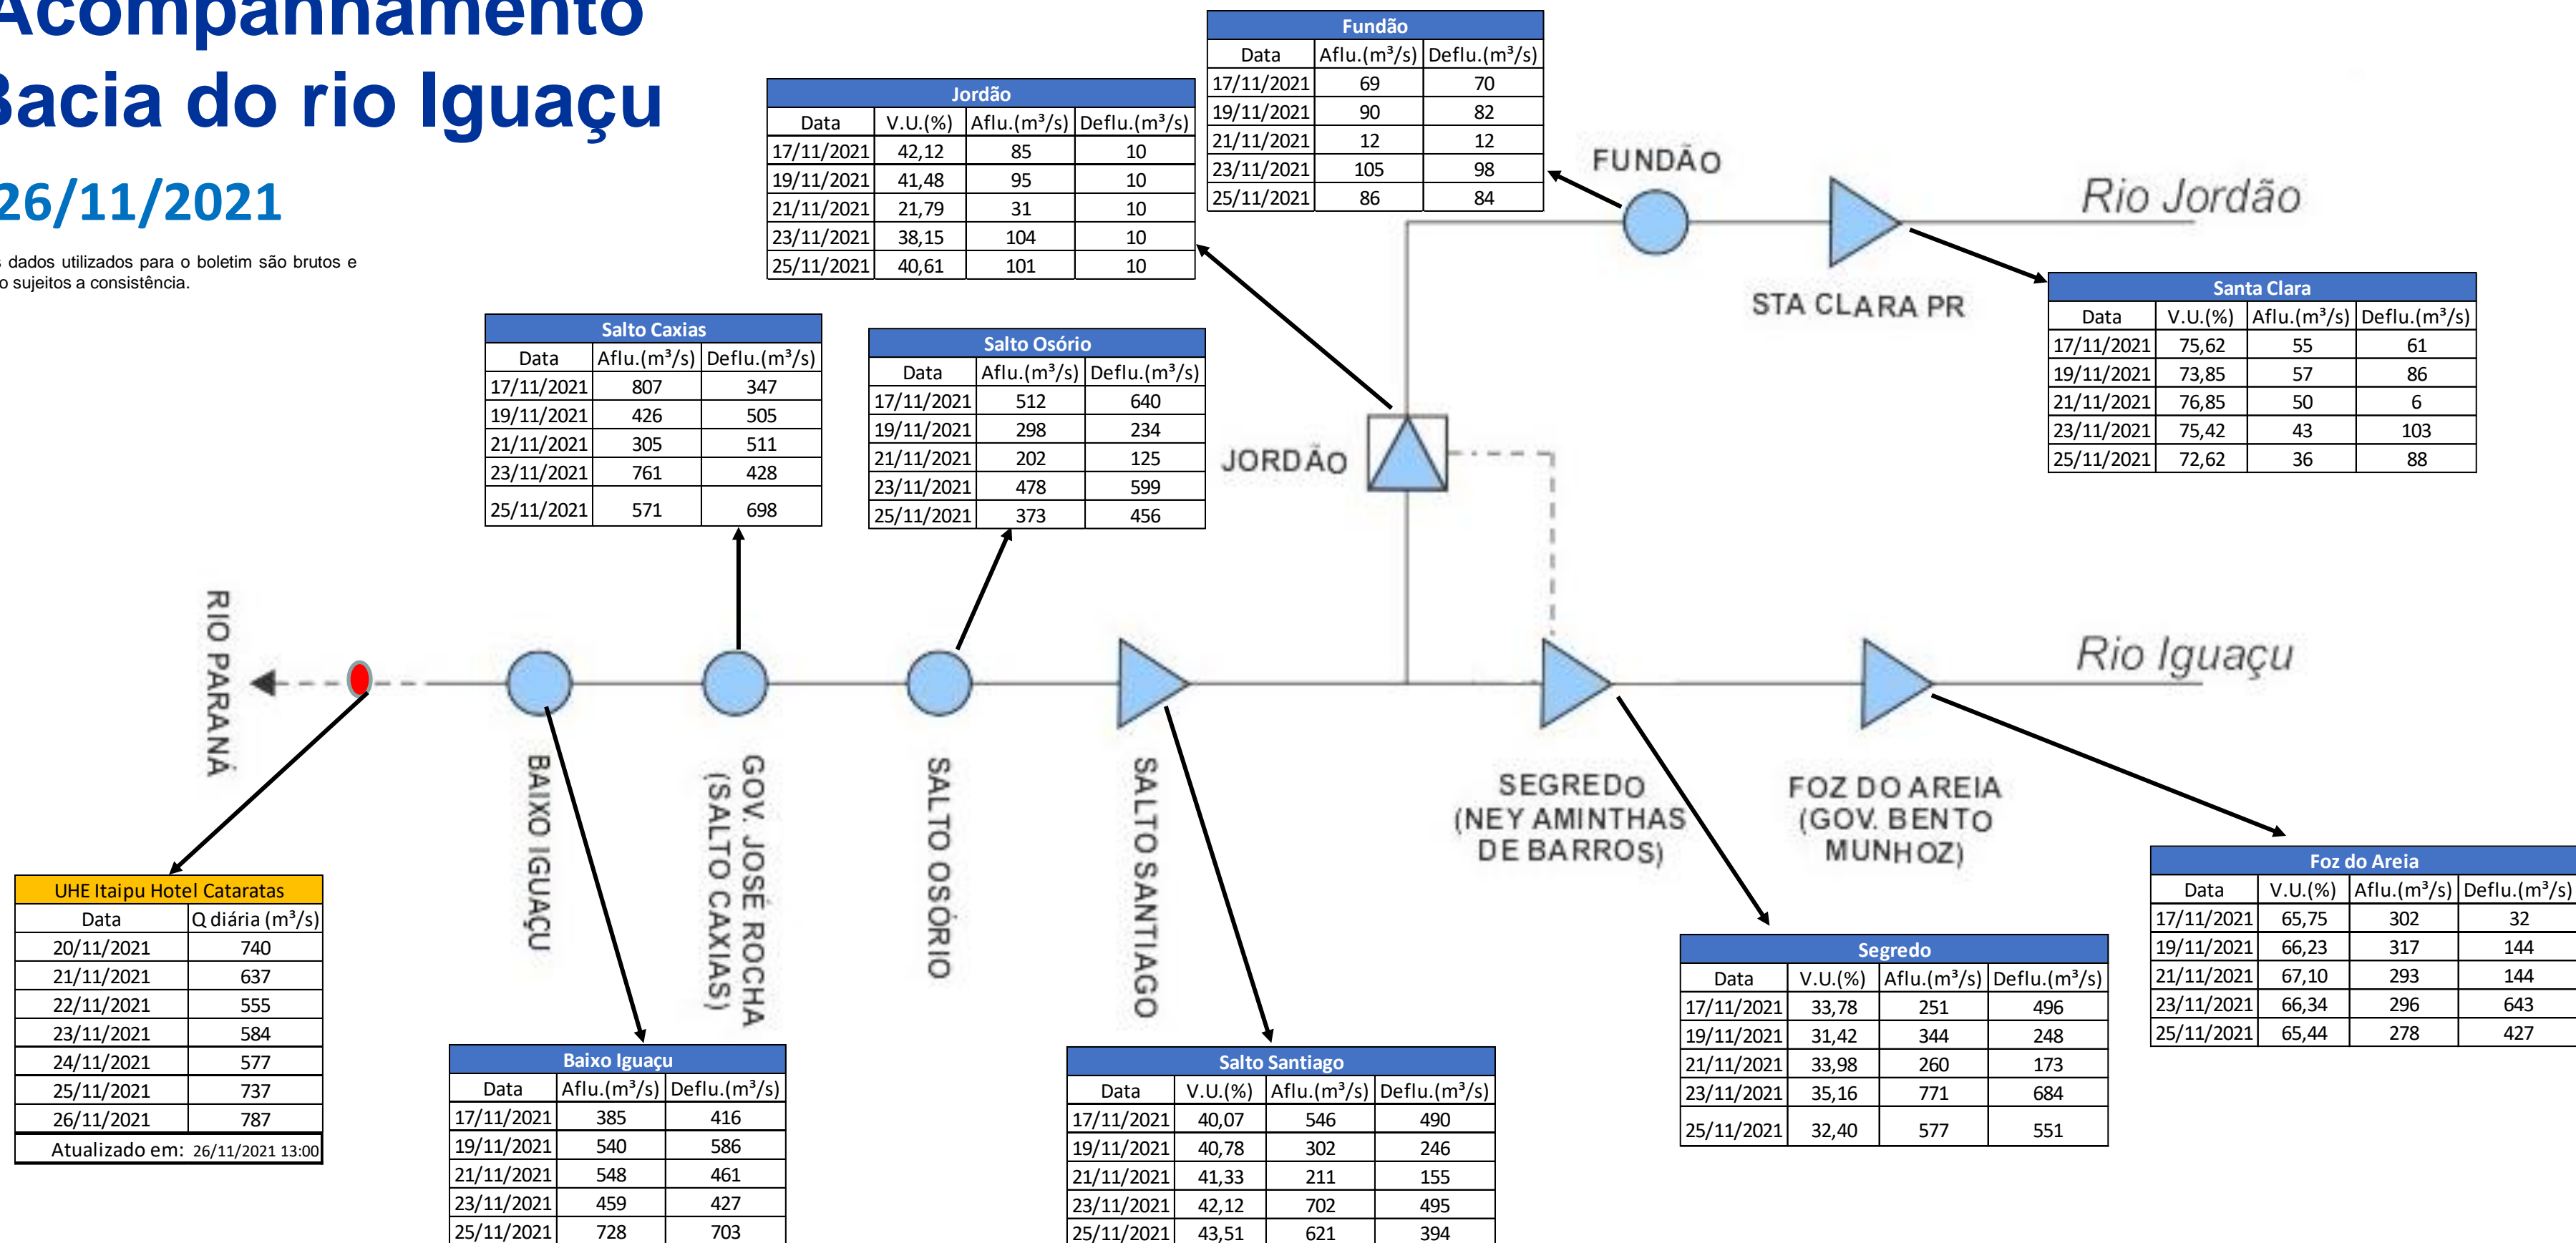 Acompanhamento
Bacia do rio Iguaçu
26/11/2021
s dados utilizados para o boletim são brutos e
o sujeitos a consistência.
Fundão
Data Aflu.(m³/s) Deflu.(m³/s)
17/11/2021 69 70
19/11/2021 90 82
21/11/2021 12 12
23/11/2021 105 98
25/11/2021 86 84
Jordão
Data V.U.(%) Aflu.(m³/s) Deflu.(m³/s)
17/11/2021 42,12 85 10
19/11/2021 41,48 95 10
21/11/2021 21,79 31 10
23/11/2021 38,15 104 10
25/11/2021 40,61 101 10
FUNDÃO
Rio Jordão
STA CLARA PR
Santa Clara
Data V.U.(%) Aflu.(m³/s) Deflu.(m³/s)
17/11/2021 75,62 55 61
19/11/2021 73,85 57 86
21/11/2021 76,85 50 6
23/11/2021 75,42 43 103
25/11/2021 72,62 36 88
Salto Caxias
Data Aflu.(m³/s) Deflu.(m³/s)
17/11/2021 807 347
19/11/2021 426 505
21/11/2021 305 511
23/11/2021 761 428
25/11/2021 571 698
Salto Osório
Data Aflu.(m³/s) Deflu.(m³/s)
17/11/2021 512 640
19/11/2021 298 234
21/11/2021 202 125
23/11/2021 478 599
25/11/2021 373 456
JORDÃO
RIO PARANÁ
Rio Iguaçu
BAIXO IGUAÇU
GOV. JOSÉ ROCHA
(SALTO CAXIAS)
SALTO OSÓRIO
SALTO SANTIAGO
SEGREDO
(NEY AMINTHAS
DE BARROS)
FOZ DO AREIA
(GOV. BENTO
MUNHOZ)
UHE Itaipu Hotel Cataratas
Data Q diária (m³/s)
20/11/2021 740
21/11/2021 637
22/11/2021 555
23/11/2021 584
24/11/2021 577
25/11/2021 737
26/11/2021 787
Atualizado em: 26/11/2021 13:00
Baixo Iguaçu
Data Aflu.(m³/s) Deflu.(m³/s)
17/11/2021 385 416
19/11/2021 540 586
21/11/2021 548 461
23/11/2021 459 427
25/11/2021 728 703
Salto Santiago
Data V.U.(%) Aflu.(m³/s) Deflu.(m³/s)
17/11/2021 40,07 546 490
19/11/2021 40,78 302 246
21/11/2021 41,33 211 155
23/11/2021 42,12 702 495
25/11/2021 43,51 621 394
Segredo
Data V.U.(%) Aflu.(m³/s) Deflu.(m³/s)
17/11/2021 33,78 251 496
19/11/2021 31,42 344 248
21/11/2021 33,98 260 173
23/11/2021 35,16 771 684
25/11/2021 32,40 577 551
Foz do Areia
Data V.U.(%) Aflu.(m³/s) Deflu.(m³/s)
17/11/2021 65,75 302 32
19/11/2021 66,23 317 144
21/11/2021 67,10 293 144
23/11/2021 66,34 296 643
25/11/2021 65,44 278 427